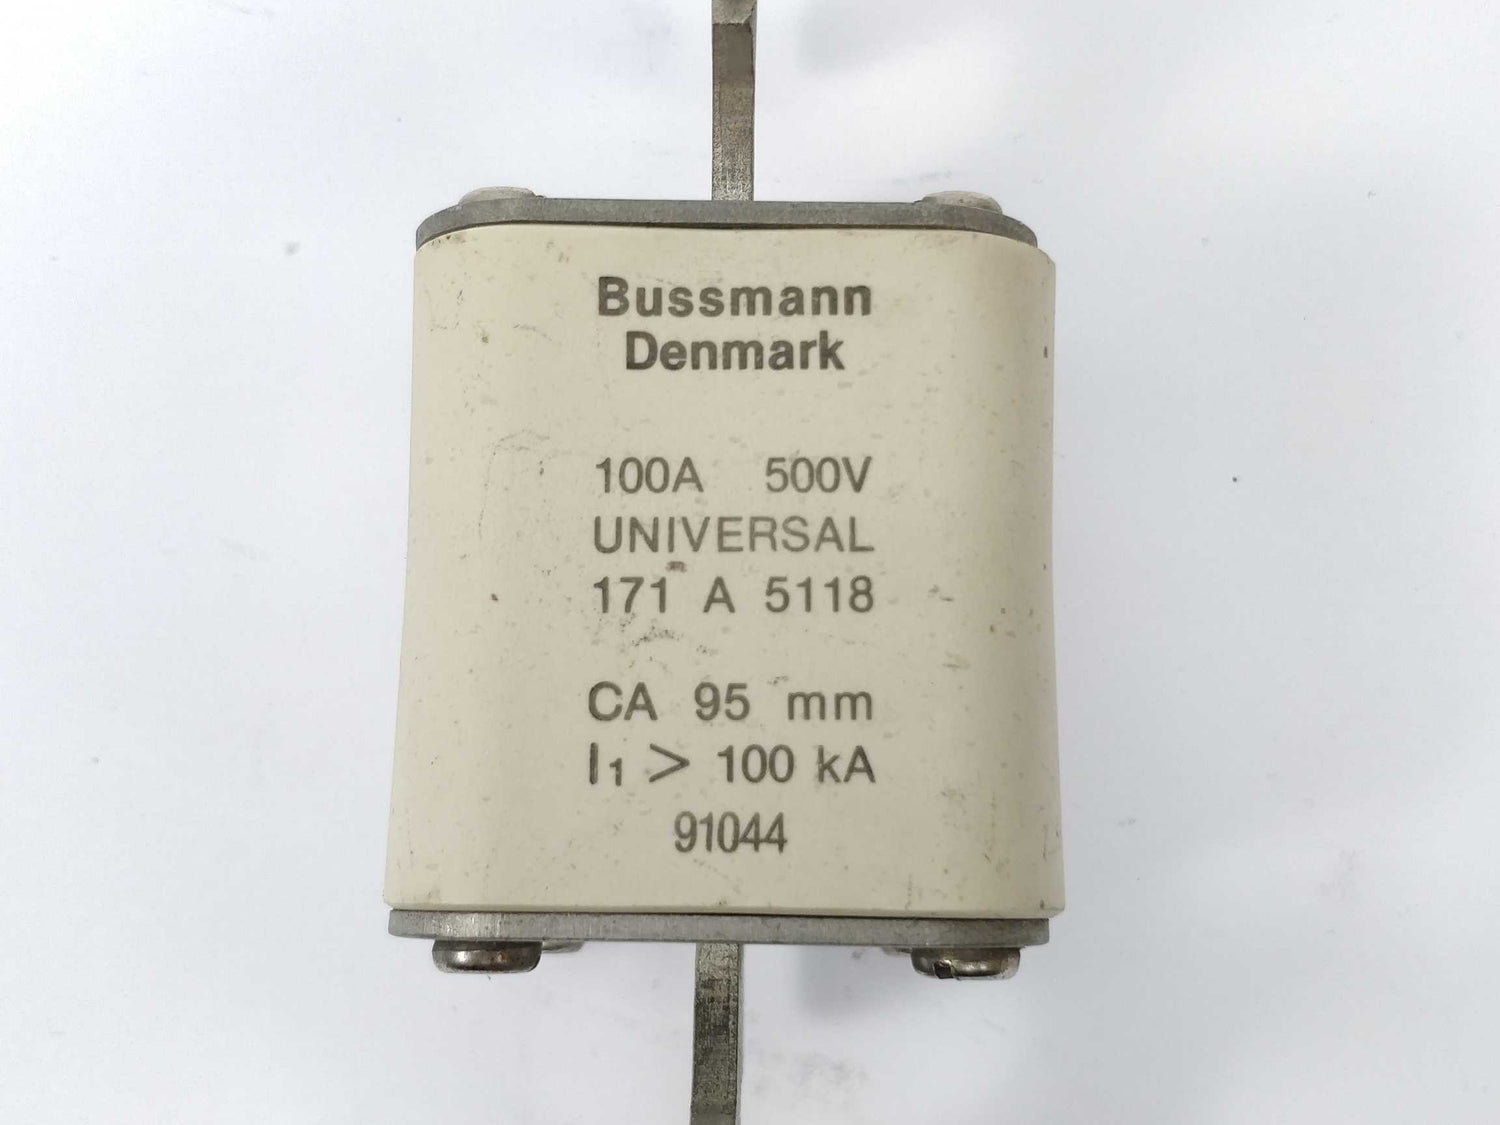 Bussmann
Denmark
100A 500V
UNIVERSAL
171 A 5118
CA 95 mm
I₁ > 100 kA
91044